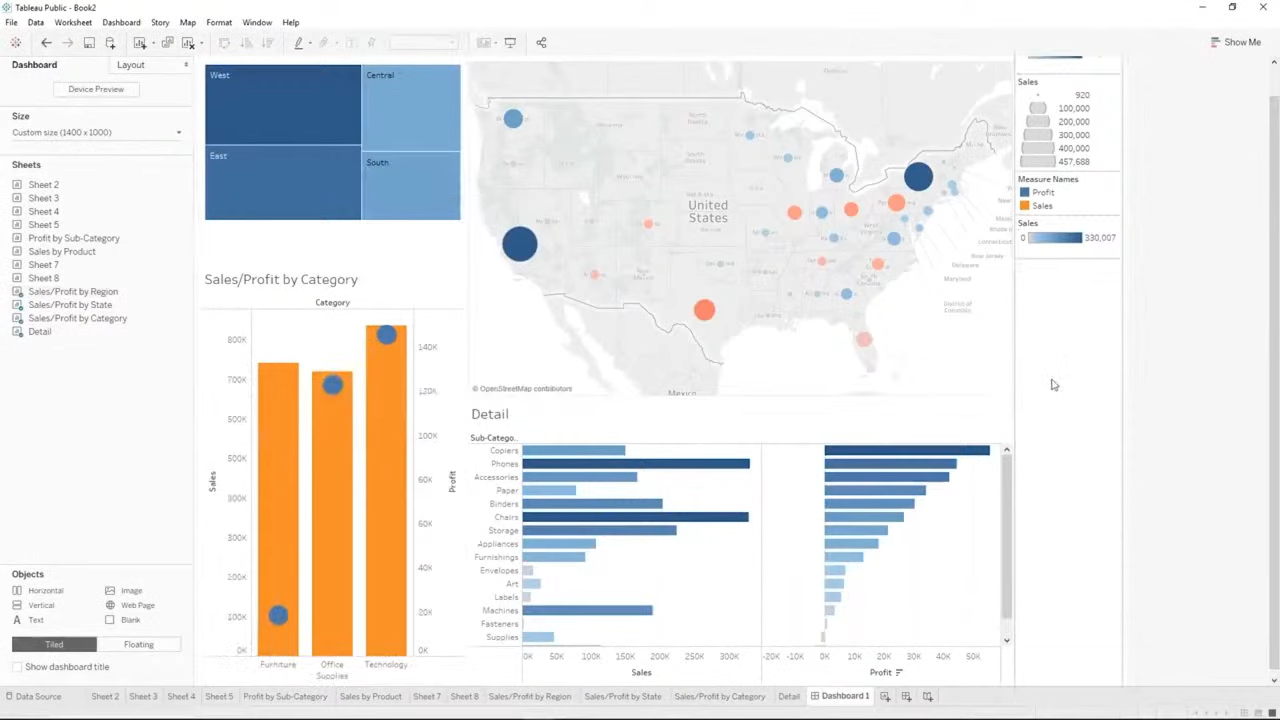 Tableau Public - Book2
File Data Worksheet Dashboard Story Map Format Window Help
Show Me
Dashboard Layout
Device Preview
Size
Custom size (1400 x 1000)
Sheets
Sheet 2
Sheet 3
Sheet 4
Sheet 5
Profit by Sub-Category
Sales by Product
Sheet 7
Sheet 8
Sales/Profit by Region
Sales/Profit by State
Sales/Profit by Category
Detail
Objects
Horizontal Image
Vertical Web Page
A Text Blank
Tiled Floating
Show dashboard title
West Central
East South
Sales/Profit by Category
Category
800K
700K
600K
500K
300K
300K
200K
100K
0K
Sales
140K
120K
100K
80K
60K
40K
20K
0K
Profit
Furniture Office Supplies Technology
United
States
Mexico
Delaware
Maryland
District of
Columbia
© OpenStreetMap contributors
Detail
Sub-Catego..
Copiers
Phones
Accessories
Paper
Binders
Chairs
Storage
Appliances
Furnishings
Envelopes
Art
Labels
Machines
Fasteners
Supplies
0K 50K 100K 150K 200K 250K 300K -20K -10K 0K 10K 20K 30K 40K 50K
Sales Profit
Sales
920
100,000
200,000
300,000
400,000
457,688
Measure Names
Profit
Sales
Sales
0 330,007
Data Source Sheet 2 Sheet 3 Sheet 4 Sheet 5 Profit by Sub-Category Sales by Product Sheet 7 Sheet 8 Sales/Profit by Region Sales/Profit by State Sales/Profit by Category Detail Dashboard 1